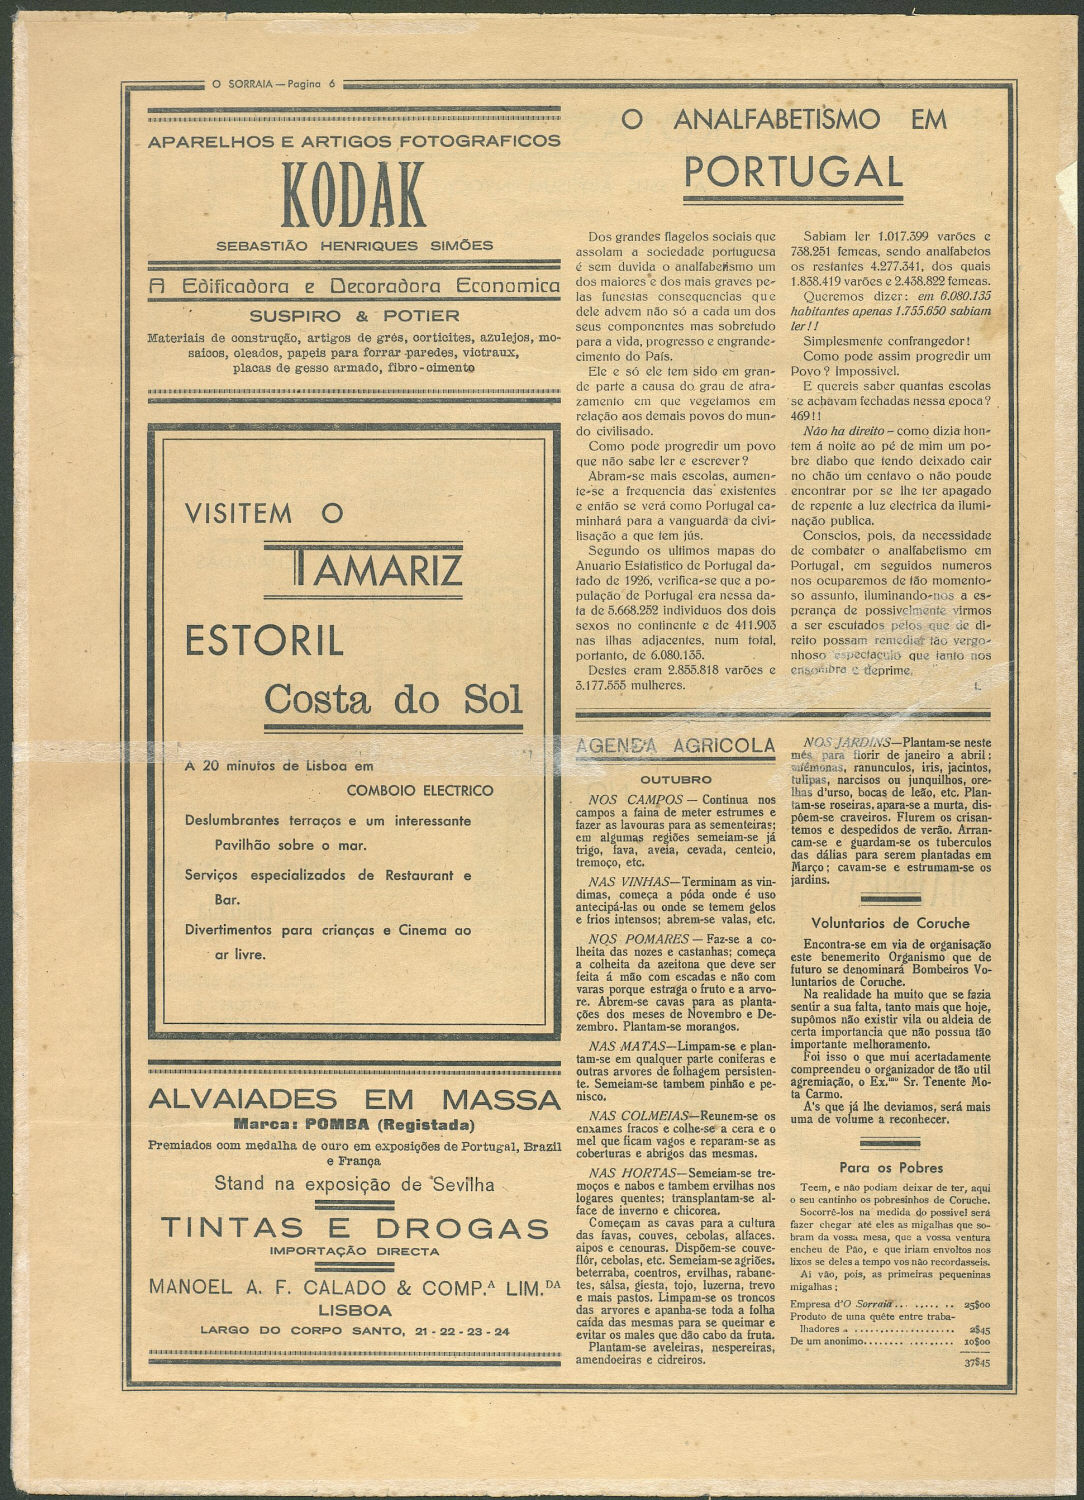 O SORRAIA — Pagina 6
APARELHOS E ARTIGOS FOTOGRAFICOS
KODAK
SEBASTIÃO HENRIQUES SIMÕES
A Edificadora e Decoradora Economica
SUSPIRO & POTIER
Materiais de construção, artigos de grés, corticites, azulejos, mo-
saicos, oleados, papeis para forrar paredes, victraux,
placas de gesso armado, fibro-cimento
VISITEM O
TAMARIZ
ESTORIL
Costa do Sol
A 20 minutos de Lisboa em
COMBOIO ELECTRICO
Deslumbrantes terraços e um interessante
Pavilhão sobre o mar.
Serviços especializados de Restaurant e
Bar.
Divertimentos para crianças e Cinema ao
ar livre.
ALVAIADES EM MASSA
Marca: POMBA (Registada)
Premiados com medalha de ouro em exposições de Portugal, Brazil
e França
Stand na exposição de Sevilha
TINTAS E DROGAS
IMPORTAÇÃO DIRECTA
MANOEL A. F. CALADO & COMP.A LIM.DA
LISBOA
LARGO DO CORPO SANTO, 21-22-23-24
O ANALFABETISMO EM
PORTUGAL
Dos grandes flagelos sociais que
assolam a sociedade portuguesa
é sem duvida o analfabetismo um
dos maiores e dos mais graves pe-
las funestas consequencias que
dele advem não só a cada um dos
seus componentes mas sobretudo
para a vida, progresso e engrande-
cimento do País.
Ele e só ele tem sido em gran-
de parte a causa do grau de atra-
zamento em que vegetamos em
relação aos demais povos do mun-
do civilisado.
Como pode progredir um povo
que não sabe ler e escrever?
Abram-se mais escolas, aumen-
te-se a frequencia das existentes
e então se verá como Portugal ca-
minhará para a vanguarda da civi-
lisação a que tem jús.
Segundo os ultimos mapas do
Anuario Estatistico de Portugal da-
tado de 1926, verifica-se que a po-
pulação de Portugal era nessa da-
ta de 5.668.252 individuos dos dois
sexos no continente e de 411.903
nas ilhas adjacentes, num total,
portanto, de 6.080.135.
Destes eram 2.855.818 varões e
3.177.555 mulheres.
Sabiam ler 1.017.399 varões e
738.251 femeas, sendo analfabetos
os restantes 4.277.341, dos quais
1.838.419 varões e 2.438.822 femeas.
Queremos dizer: em 6.080.135
habitantes apenas 1.755.650 sabiam
ler!!
Simplesmente confrangedor!
Como pode assim progredir um
Povo? Impossivel.
E quereis saber quantas escolas
se achavam fechadas nessa epoca?
469!!
Não ha direito – como dizia hon-
tem á noite ao pé de mim um po-
bre diabo que tendo deixado cair
no chão um centavo o não poude
encontrar por se lhe ter apagado
de repente a luz electrica da ilumi-
nação publica.
Conscios, pois, da necessidade
de combater o analfabetismo em
Portugal, em seguidos numeros
nos ocuparemos de tão momento-
so assunto, iluminando-nos a es-
perança de possivelmente virmos
a ser escutados pelos que de di-
reito possam remediar tão vergo-
nhoso espectaculo que tanto nos
ensombra e deprime.
L.
AGENDA AGRICOLA
OUTUBRO
NOS CAMPOS — Continua nos
campos a faina de meter estrumes e
fazer as lavouras para as sementeiras;
em algumas regiões semeiam-se já
trigo, fava, aveia, cevada, centeio,
tremoço, etc.
NAS VINHAS—Terminam as vin-
dimas, começa a póda onde é uso
antecipá-las ou onde se temem gelos
e frios intensos; abrem-se valas, etc.
NOS POMARES — Faz-se a co-
lheita das nozes e castanhas; começa
a colheita da azeitona que deve ser
feita á mão com escadas e não com
varas porque estraga o fruto e a arvo-
re. Abrem-se cavas para as planta-
ções dos meses de Novembro e De-
zembro. Plantam-se morangos.
NAS MATAS—Limpam-se e plan-
tam-se em qualquer parte coniferas e
outras arvores de folhagem persisten-
te. Semeiam-se tambem pinhão e pe-
nisco.
NAS COLMEIAS—Reunem-se os
enxames fracos e colhe-se a cera e o
mel que ficam vagos e reparam-se as
coberturas e abrigos das mesmas.
NAS HORTAS—Semeiam-se tre-
moços e nabos e tambem ervilhas nos
logares quentes; transplantam-se al-
face de inverno e chicorea.
Começam as cavas para a cultura
das favas, couves, cebolas, alfaces.
aipos e cenouras. Dispõem-se couve-
flôr, cebolas, etc. Semeiam-se agriões.
beterraba, coentros, ervilhas, rabane-
tes, salsa, giesta, tojo, luzerna, trevo
e mais pastos. Limpam-se os troncos
das arvores e apanha-se toda a folha
caída das mesmas para se queimar e
evitar os males que dão cabo da fruta.
Plantam-se aveleiras, nespereiras,
amendoeiras e cidreiros.
NOS JARDINS—Plantam-se neste
mês para florir de janeiro a abril:
anémonas, ranunculos, iris, jacintos,
tulipas, narcisos ou junquilhos, ore-
lhas d'urso, bocas de leão, etc. Plan-
tam-se roseiras, apara-se a murta, dis-
põem-se craveiros. Flurem os crisan-
temos e despedidos de verão. Arran-
cam-se e guardam-se os tuberculos
das dálias para serem plantadas em
Março; cavam-se e estrumam-se os
jardins.
Voluntarios de Coruche
Encontra-se em via de organisação
este benemerito Organismo que de
futuro se denominará Bombeiros Vo-
luntarios de Coruche.
Na realidade ha muito que se fazia
sentir a sua falta, tanto mais que hoje,
supômos não existir vila ou aldeia de
certa importancia que não possua tão
importante melhoramento.
Foi isso o que mui acertadamente
compreendeu o organizador de tão util
agremiação, o Ex.mo Sr. Tenente Mo-
ta Carmo.
A's que já lhe deviamos, será mais
uma de volume a reconhecer.
Para os Pobres
Teem, e não podiam deixar de ter, aqui
o seu cantinho os pobresinhos de Coruche.
Socorrê-los na medida do possivel será
fazer chegar até eles as migalhas que so-
bram da vossa mesa, que a vossa ventura
encheu de Pão, e que iriam envoltos nos
lixos se deles a tempo vos não recordasseis.
Ai vão, pois, as primeiras pequeninas
migalhas;
Empresa d'O Sorraia... ...... .. 25$00
Produto de uma quête entre traba-
lhadores .. .................... 2$45
De um anonimo........ .......... 10$00
37$45